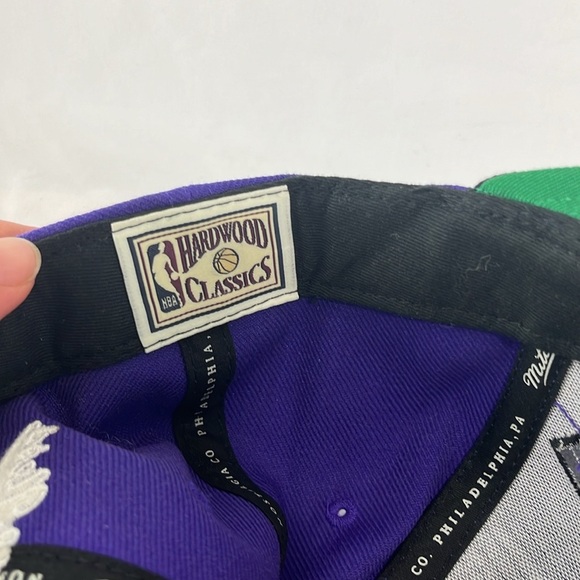 HARDWOOD
CLASSICS
NBA
CO. PHILADELPHIA, PA
CO PHILADELPHIA,